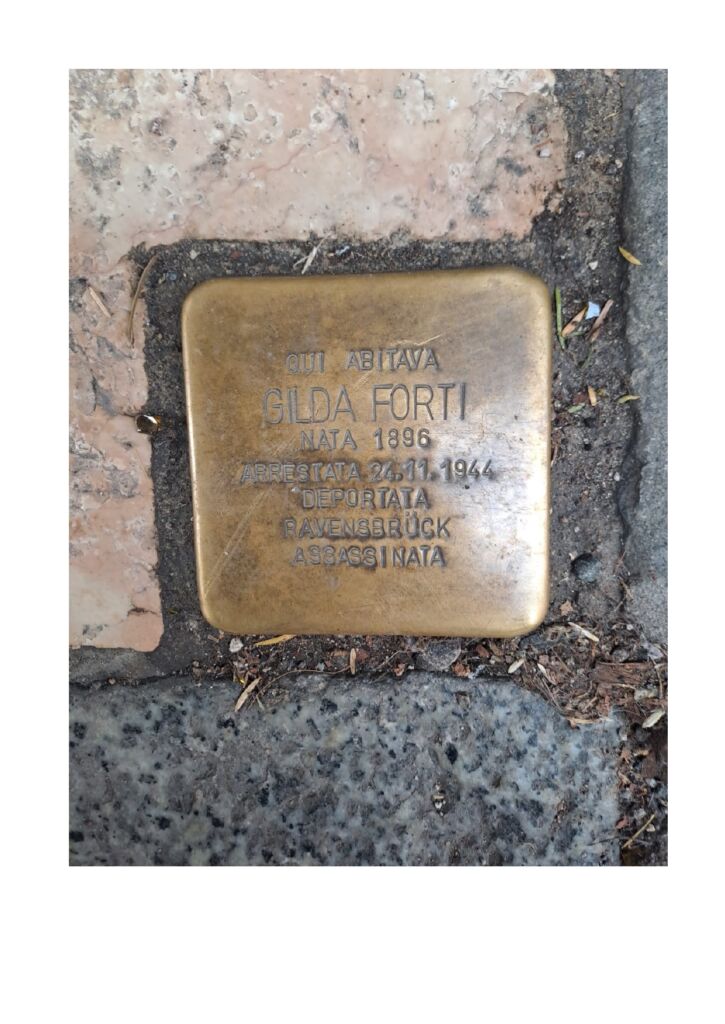 QUI ABITAVA
GILDA FORTI
NATA 1896
ARRESTATA 24.11.1944
DEPORTATA
RAVENSBRÜCK
ASSASSINATA